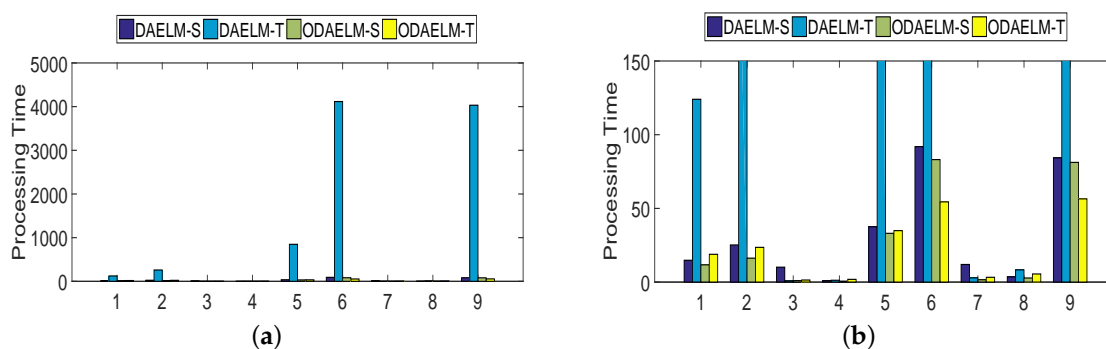 DAELM-S DAELM-T ODAELM-S ODAELM-T
Processing Time
5000
4000
3000
2000
1000
0
1 2 3 4 5 6 7 8 9
(a)
DAELM-S DAELM-T ODAELM-S ODAELM-T
Processing Time
150
100
50
0
1 2 3 4 5 6 7 8 9
(b)